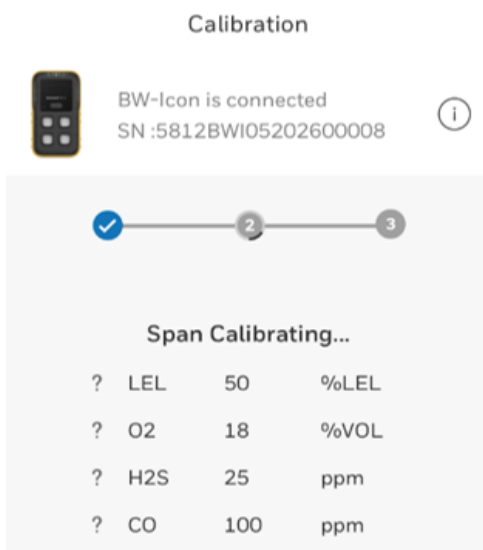 Calibration
BW-Icon is connected
SN :5812BWI05202600008
i
2 3
Span Calibrating...
? LEL 50 %LEL
? O2 18 %VOL
? H2S 25 ppm
? CO 100 ppm